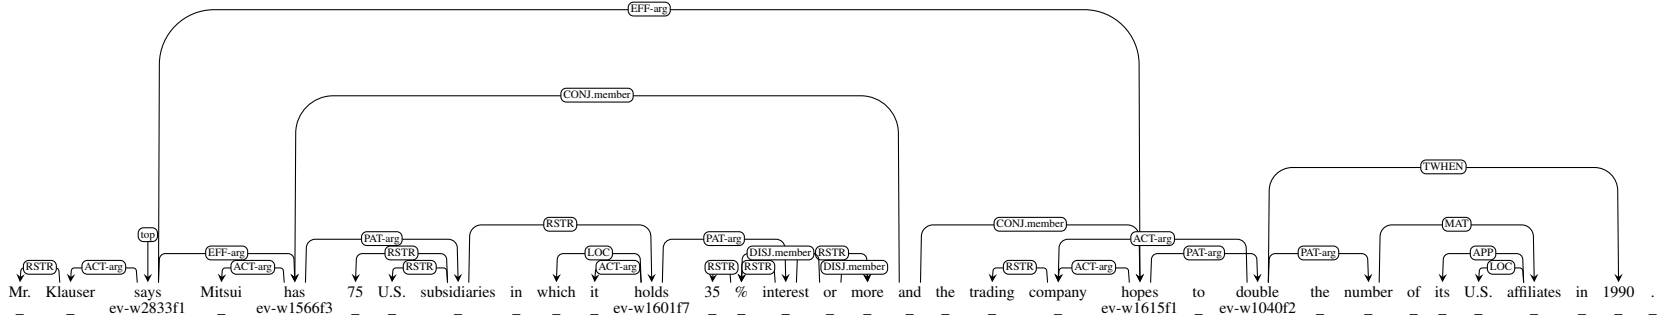 EFF-arg
CONJ.member
TWHEN
RSTR CONJ.member MAT
top PAT-arg PAT-arg ACT-arg
EFF-arg RSTR LOC DISJ.member RSTR PAT-arg PAT-arg APP
RSTR ACT-arg ACT-arg RSTR ACT-arg RSTR RSTR DISJ.member RSTR ACT-arg LOC
Mr. Klauser says Mitsui has 75 U.S. subsidiaries in which it holds 35 % interest or more and the trading company hopes to double the number of its U.S. affiliates in 1990 .
_ _ ev-w2833f1 _ ev-w1566f3 _ _ _ _ _ _ ev-w1601f7 _ _ _ _ _ _ _ _ _ ev-w1615f1 _ ev-w1040f2 _ _ _ _ _ _ _ _ _